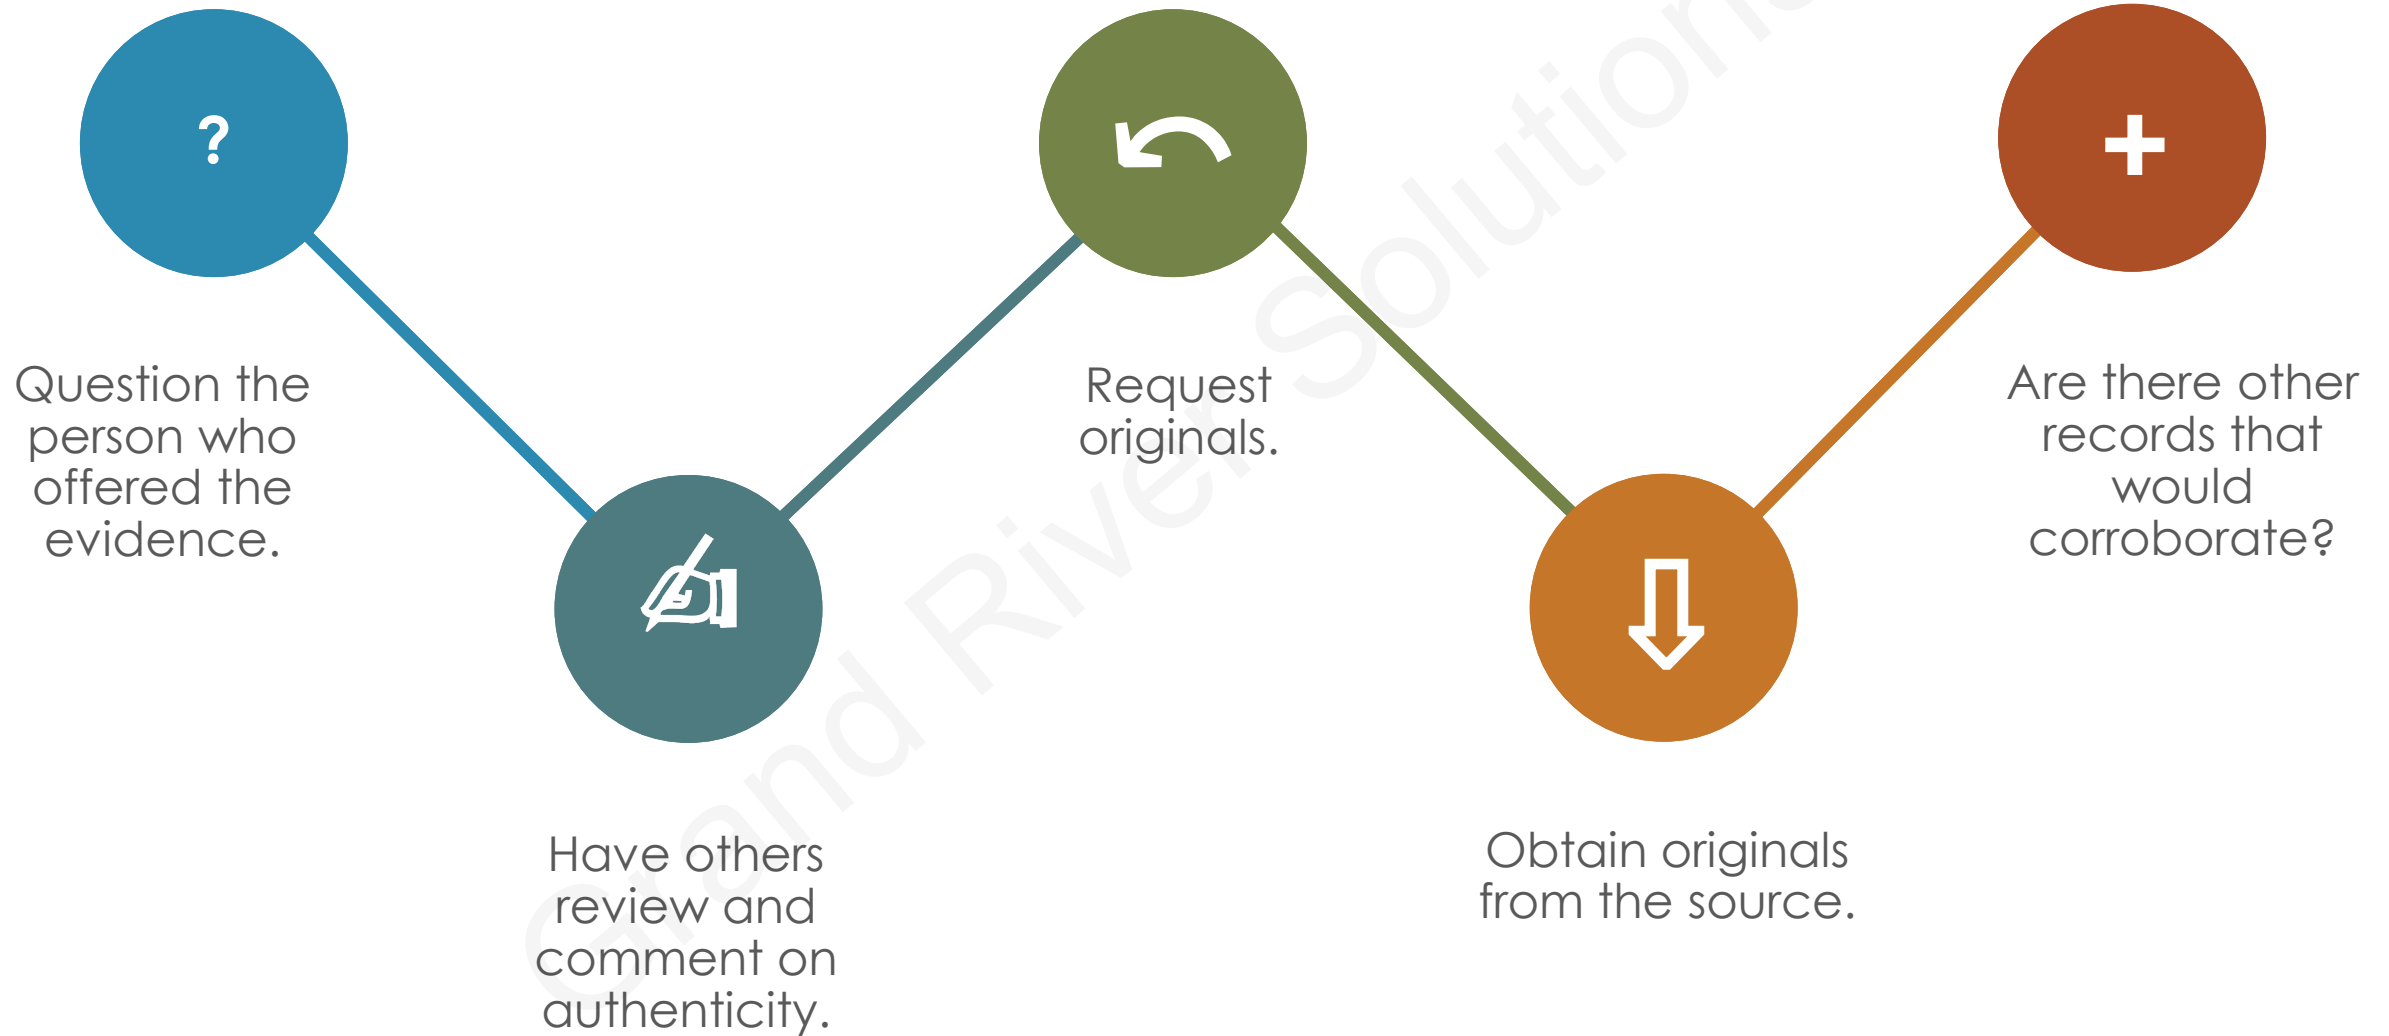 ?
Question the
person who
offered the
evidence.
Have others
review and
comment on
authenticity.
Request
originals.
Obtain originals
from the source.
+
Are there other
records that
would
corroborate?
Grand River Solutions